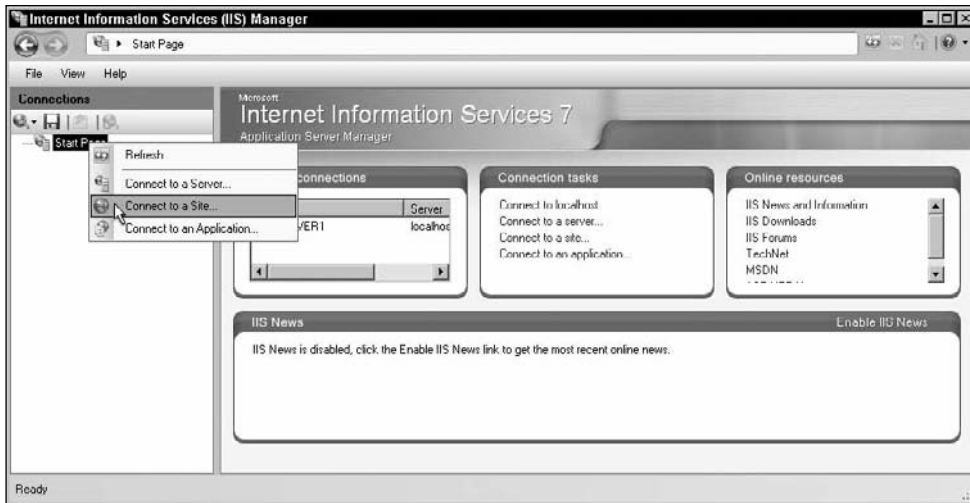 Internet Information Services (IIS) Manager
Start Page
File View Help
Connections
Start
Refresh
Connect to a Server...
Connect to a Site...
Connect to an Application...
Microsoft
Internet Information Services 7
Application Server Manager
connections
Server
localhos
Connection tasks
Connect to localhost
Connect to a server...
Connect to a site...
Connect to an application...
Online resources
IIS News and Information
IIS Downloads
IIS Forums
TechNet
MSDN
IIS News
Enable IIS News
IIS News is disabled, click the Enable IIS News link to get the most recent online news.
Ready